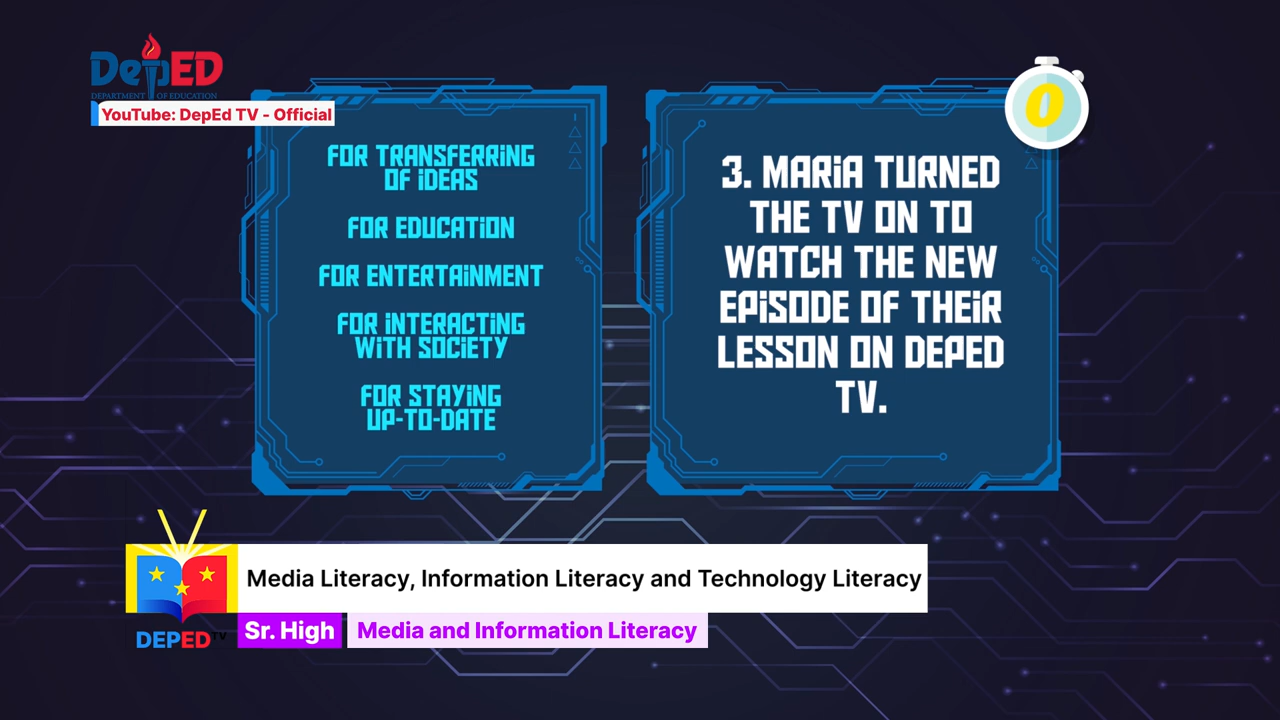 DepED
DEPARTMENT OF EDUCATION
YouTube: DepEd TV - Official
FOR TRANSFERRING
OF IDEAS
FOR EDUCATION
FOR ENTERTAINMENT
FOR INTERACTING
WITH SOCIETY
FOR STAYING
UP-TO-DATE
0
3. MARIA TURNED
THE TV ON TO
WATCH THE NEW
EPISODE OF THEIR
LESSON ON DEPED
TV.
Media Literacy, Information Literacy and Technology Literacy
DEPED TV
Sr. High
Media and Information Literacy